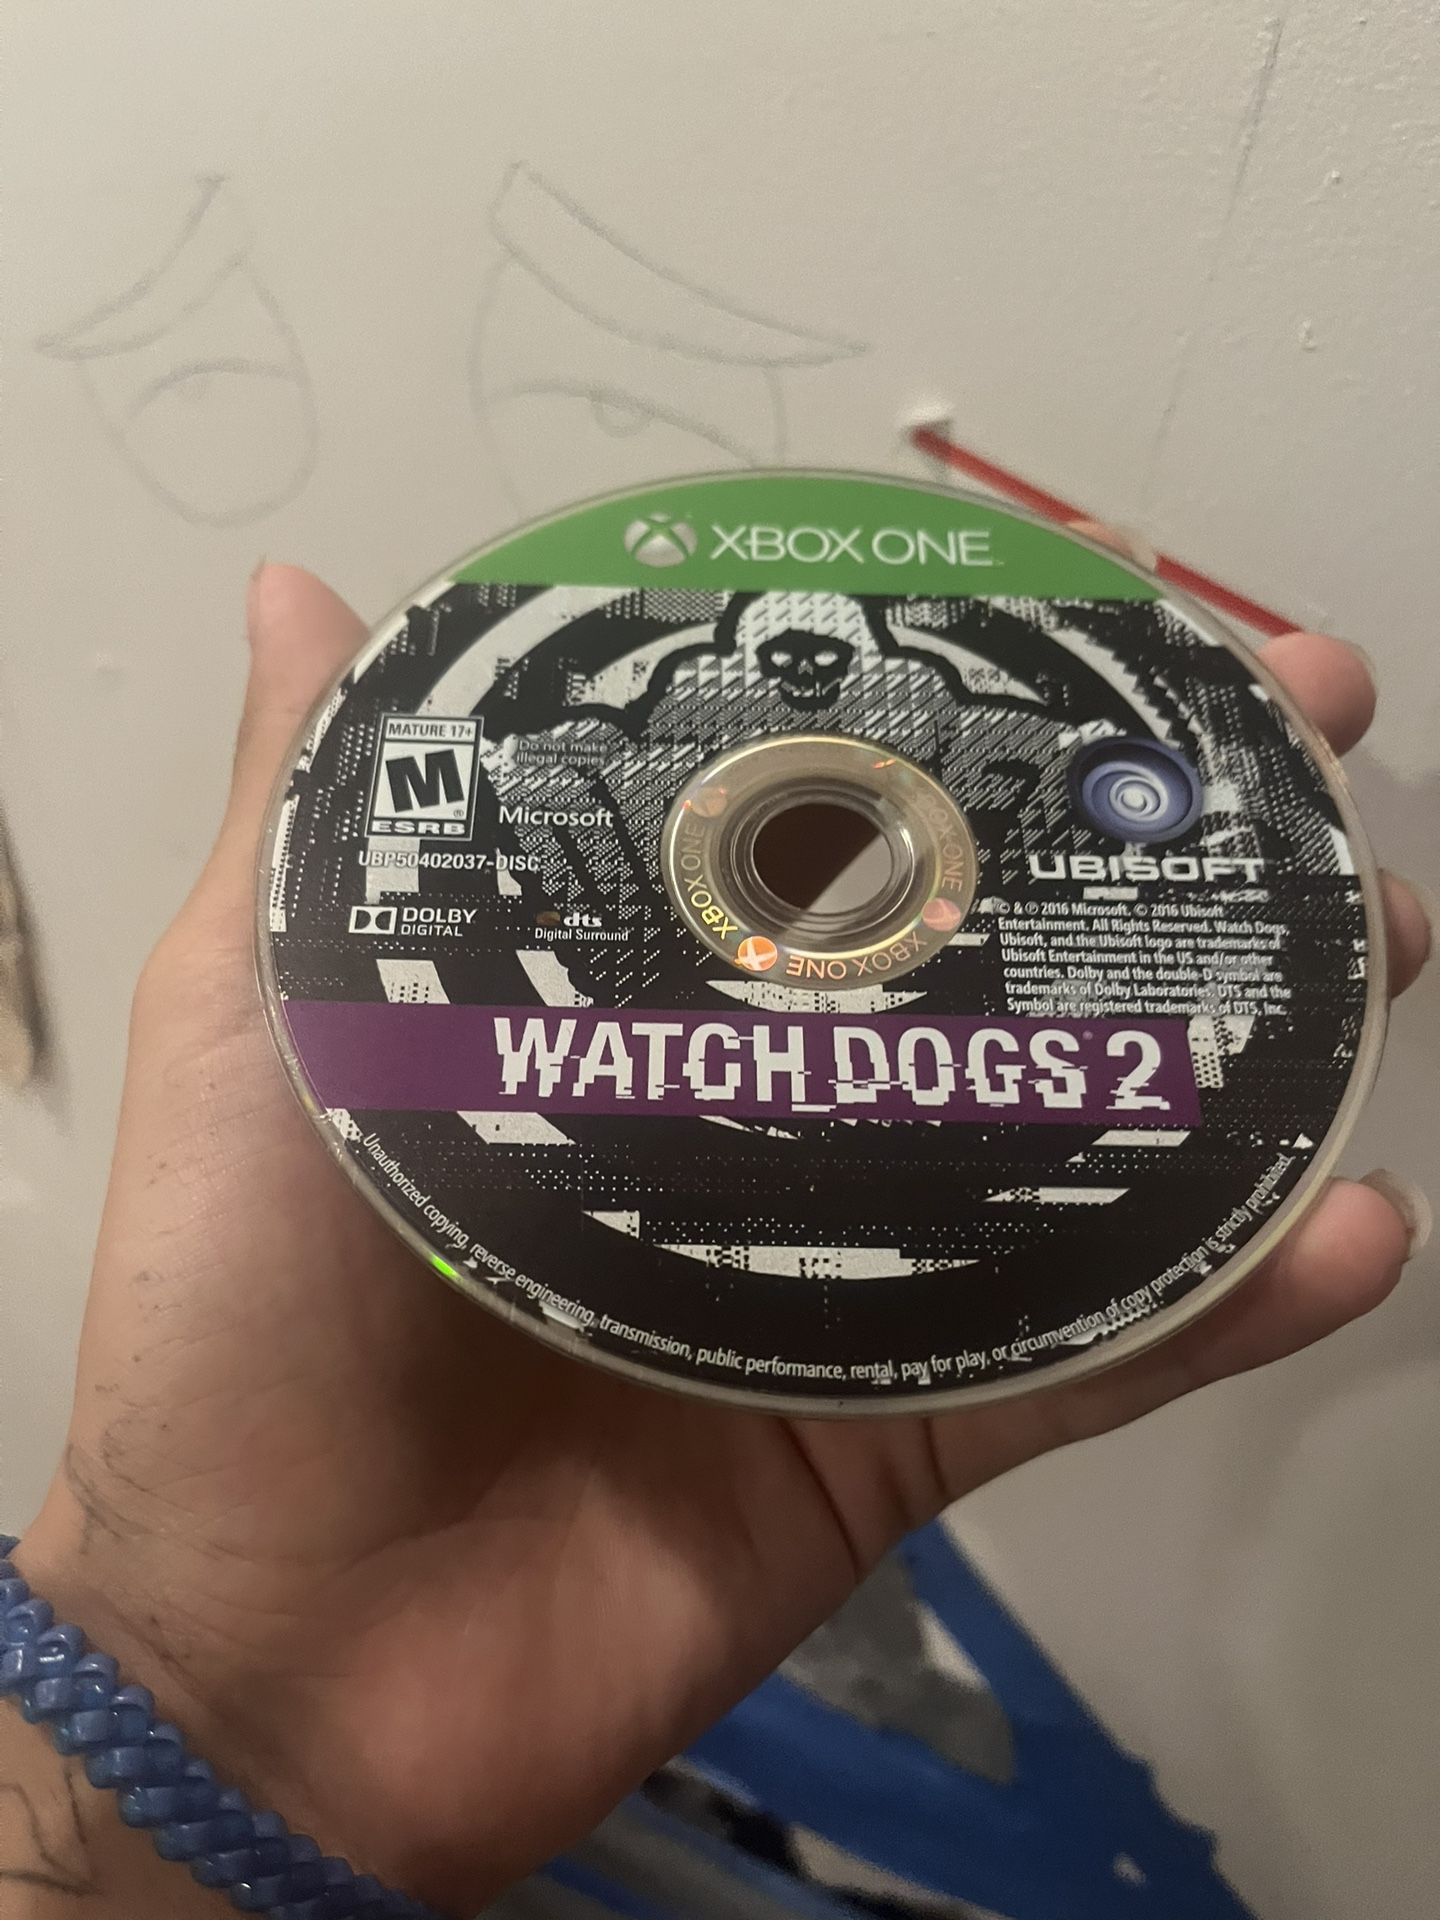 XBOX ONE
MATURE 17+
M
ESRB
Do not make
illegal copies
Microsoft
UBP50402037-DISC
DOLBY
DIGITAL
dts
Digital Surround
XBOX ONE
XBOX ONE
XBOX ONE
UBISOFT
© & ℗ 2016 Microsoft. © 2016 Ubisoft
Entertainment. All Rights Reserved. Watch Dogs,
Ubisoft, and the Ubisoft logo are trademarks of
Ubisoft Entertainment in the US and/or other
countries. Dolby and the double-D symbol are
trademarks of Dolby Laboratories. DTS and the
Symbol are registered trademarks of DTS, Inc.
WATCH_DOGS® 2
Unauthorized copying, reverse engineering, transmission, public performance, rental, pay for play, or circumvention of copy protection is strictly prohibited.